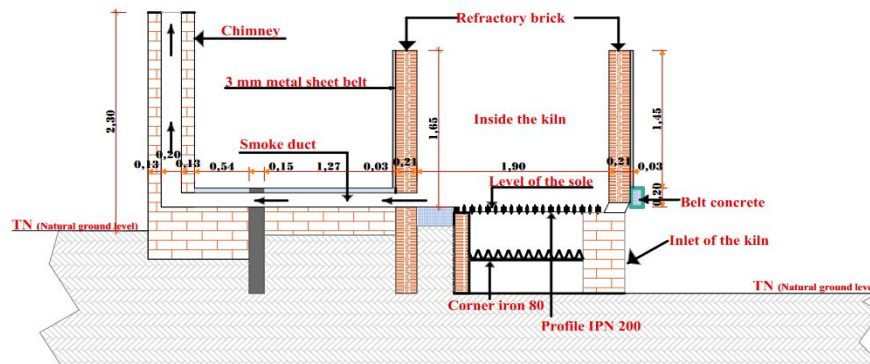 Refractory brick
Chimney
3 mm metal sheet belt
2,30
1,65
Inside the kiln
1,45
Smoke duct
0,13
0,20
0,13
0,54
0,15
1,27
0,03
0,21
1,90
0,21
0,03
Level of the sole
0,20
Belt concrete
TN (Natural ground level)
Inlet of the kiln
TN (Natural ground leve
Corner iron 80
Profile IPN 200